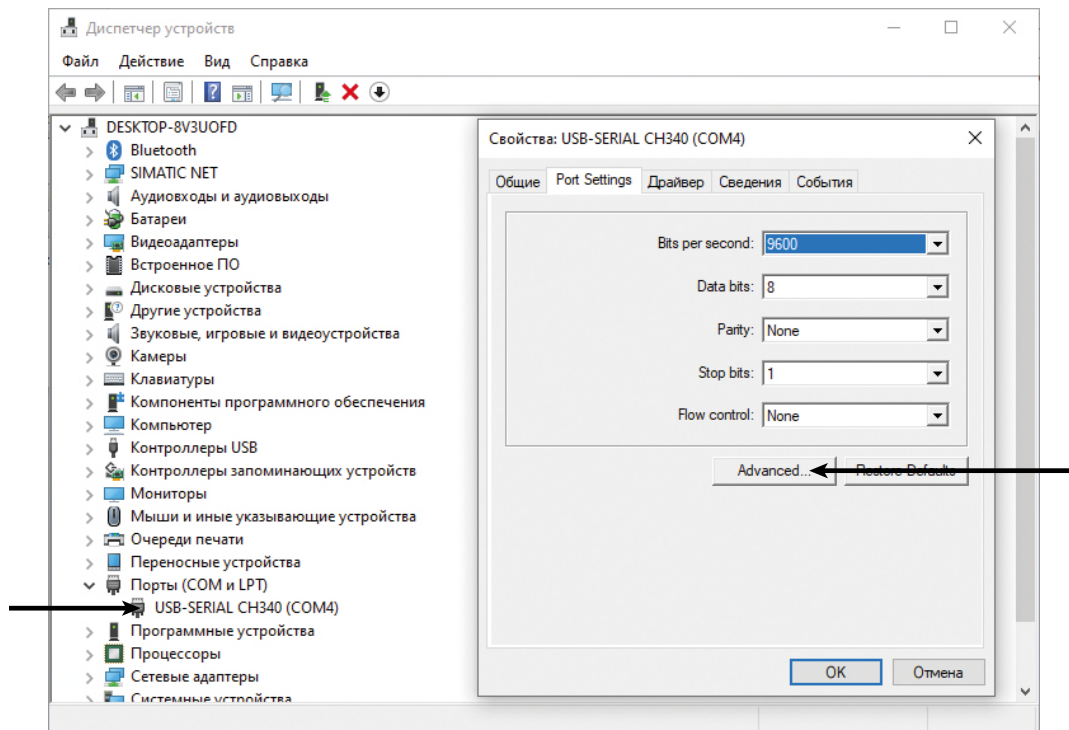 Диспетчер устройств
Файл Действие Вид Справка
DESKTOP-8V3UOFD
Bluetooth
SIMATIC NET
Аудиовходы и аудиовыходы
Батареи
Видеоадаптеры
Встроенное ПО
Дисковые устройства
Другие устройства
Звуковые, игровые и видеоустройства
Камеры
Клавиатуры
Компоненты программного обеспечения
Компьютер
Контроллеры USB
Контроллеры запоминающих устройств
Мониторы
Мыши и иные указывающие устройства
Очереди печати
Переносные устройства
Порты (COM и LPT)
USB-SERIAL CH340 (COM4)
Программные устройства
Процессоры
Сетевые адаптеры
Системные устройства
Свойства: USB-SERIAL CH340 (COM4)
Общие Port Settings Драйвер Сведения События
Bits per second: 9600
Data bits: 8
Parity: None
Stop bits: 1
Flow control: None
Advanced... Restore Defaults
OK Отмена